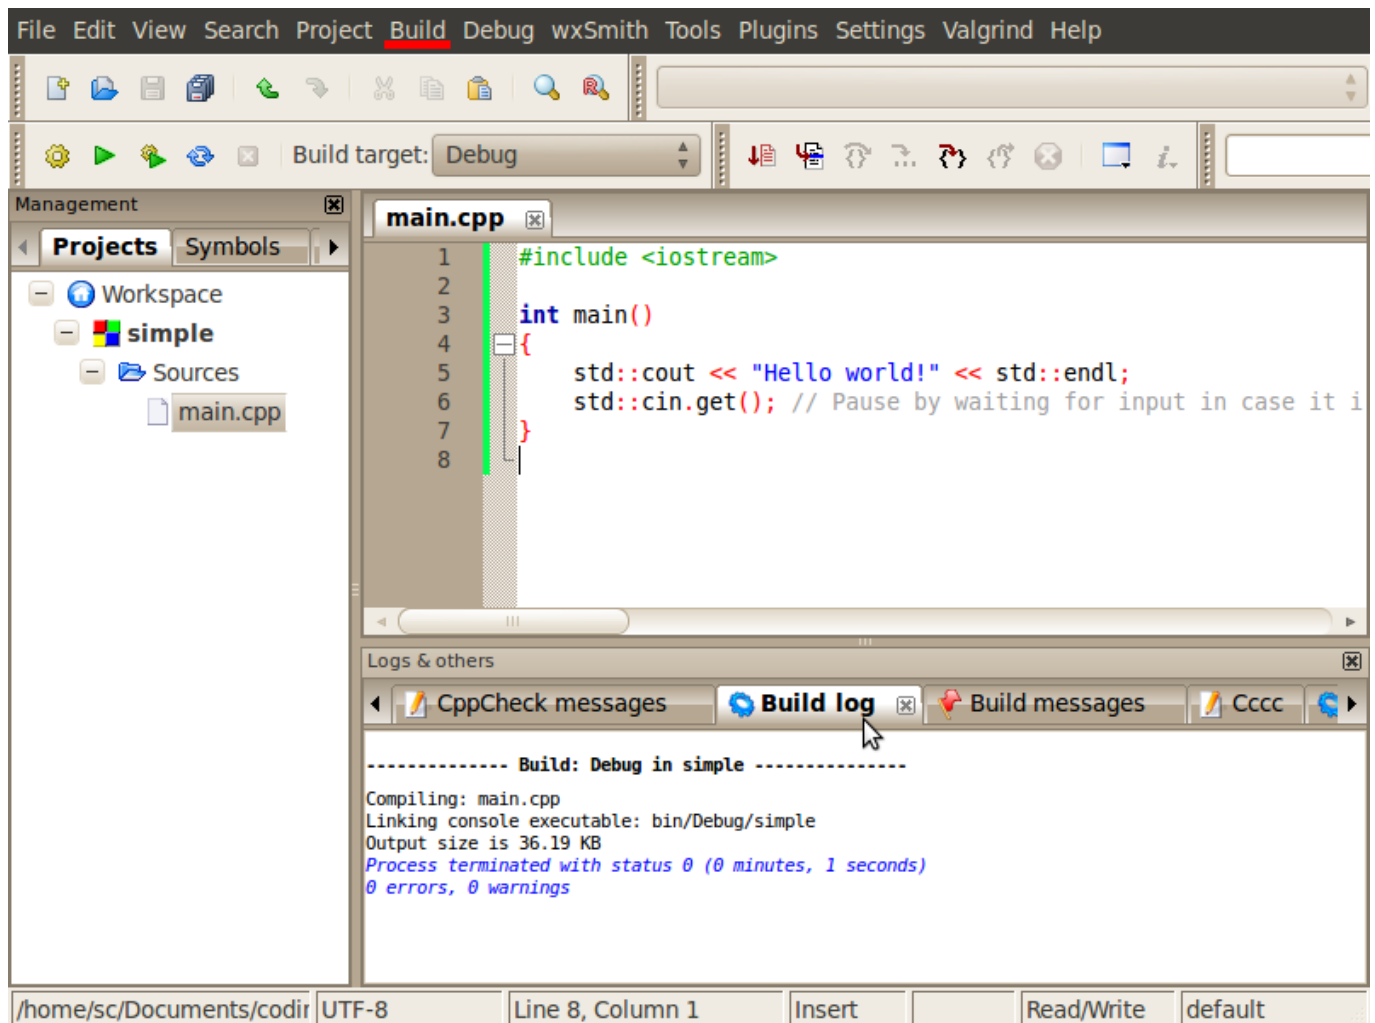 File Edit View Search Project Build Debug wxSmith Tools Plugins Settings Valgrind Help
Build target: Debug
Management
Projects Symbols
Workspace
simple
Sources
main.cpp
main.cpp
1 #include <iostream>
2
3 int main()
4 {
5 std::cout << "Hello world!" << std::endl;
6 std::cin.get(); // Pause by waiting for input in case it i
7 }
8
Logs & others
CppCheck messages Build log Build messages Cccc
-------------- Build: Debug in simple ---------------
Compiling: main.cpp
Linking console executable: bin/Debug/simple
Output size is 36.19 KB
Process terminated with status 0 (0 minutes, 1 seconds)
0 errors, 0 warnings
/home/sc/Documents/codir UTF-8 Line 8, Column 1 Insert Read/Write default